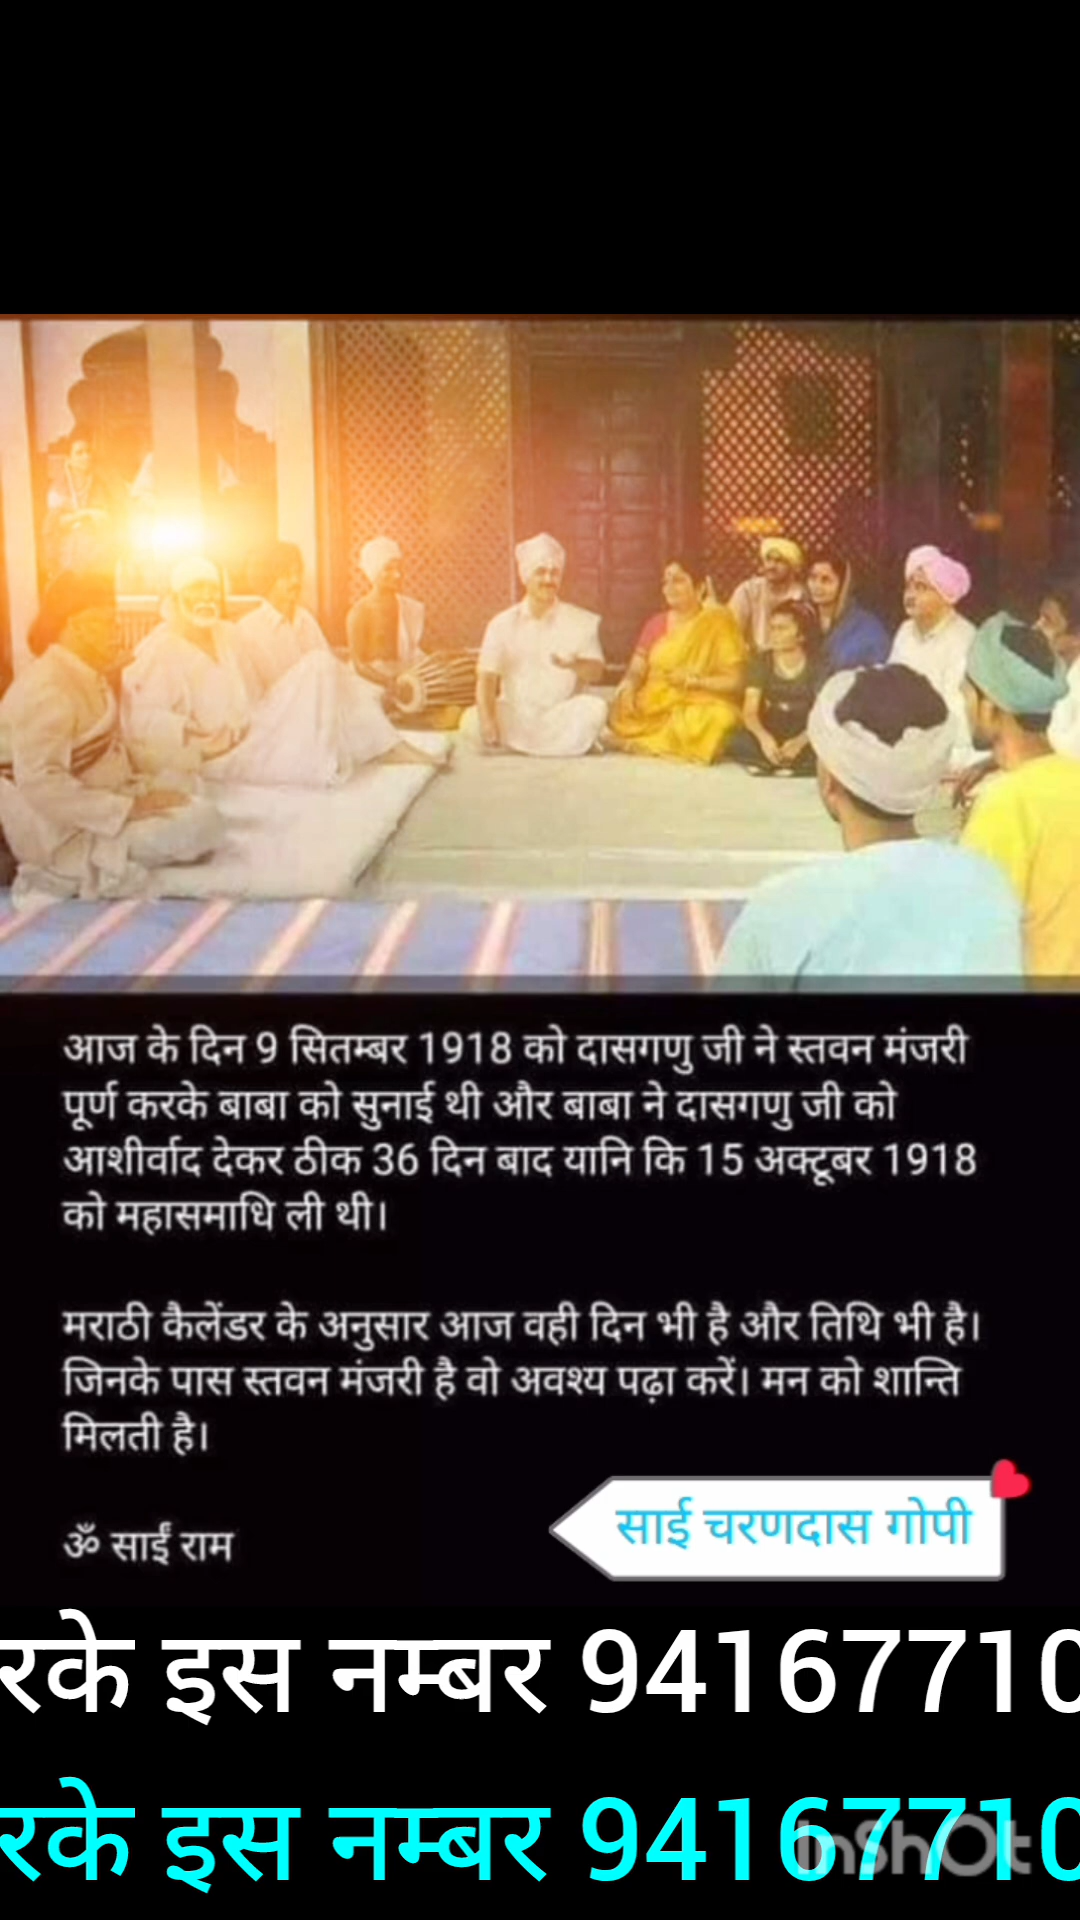 आज के दिन 9 सितम्बर 1918 को दासगणु जी ने स्तवन मंजरी
पूर्ण करके बाबा को सुनाई थी और बाबा ने दासगणु जी को
आशीर्वाद देकर ठीक 36 दिन बाद यानि कि 15 अक्टूबर 1918
को महासमाधि ली थी।
मराठी कैलेंडर के अनुसार आज वही दिन भी है और तिथि भी है।
जिनके पास स्तवन मंजरी है वो अवश्य पढ़ा करें। मन को शान्ति
मिलती है।
ॐ साईं राम
साई चरणदास गोपी
रके इस नम्बर 94167710
रके इस नम्बर 94167710
InShOt